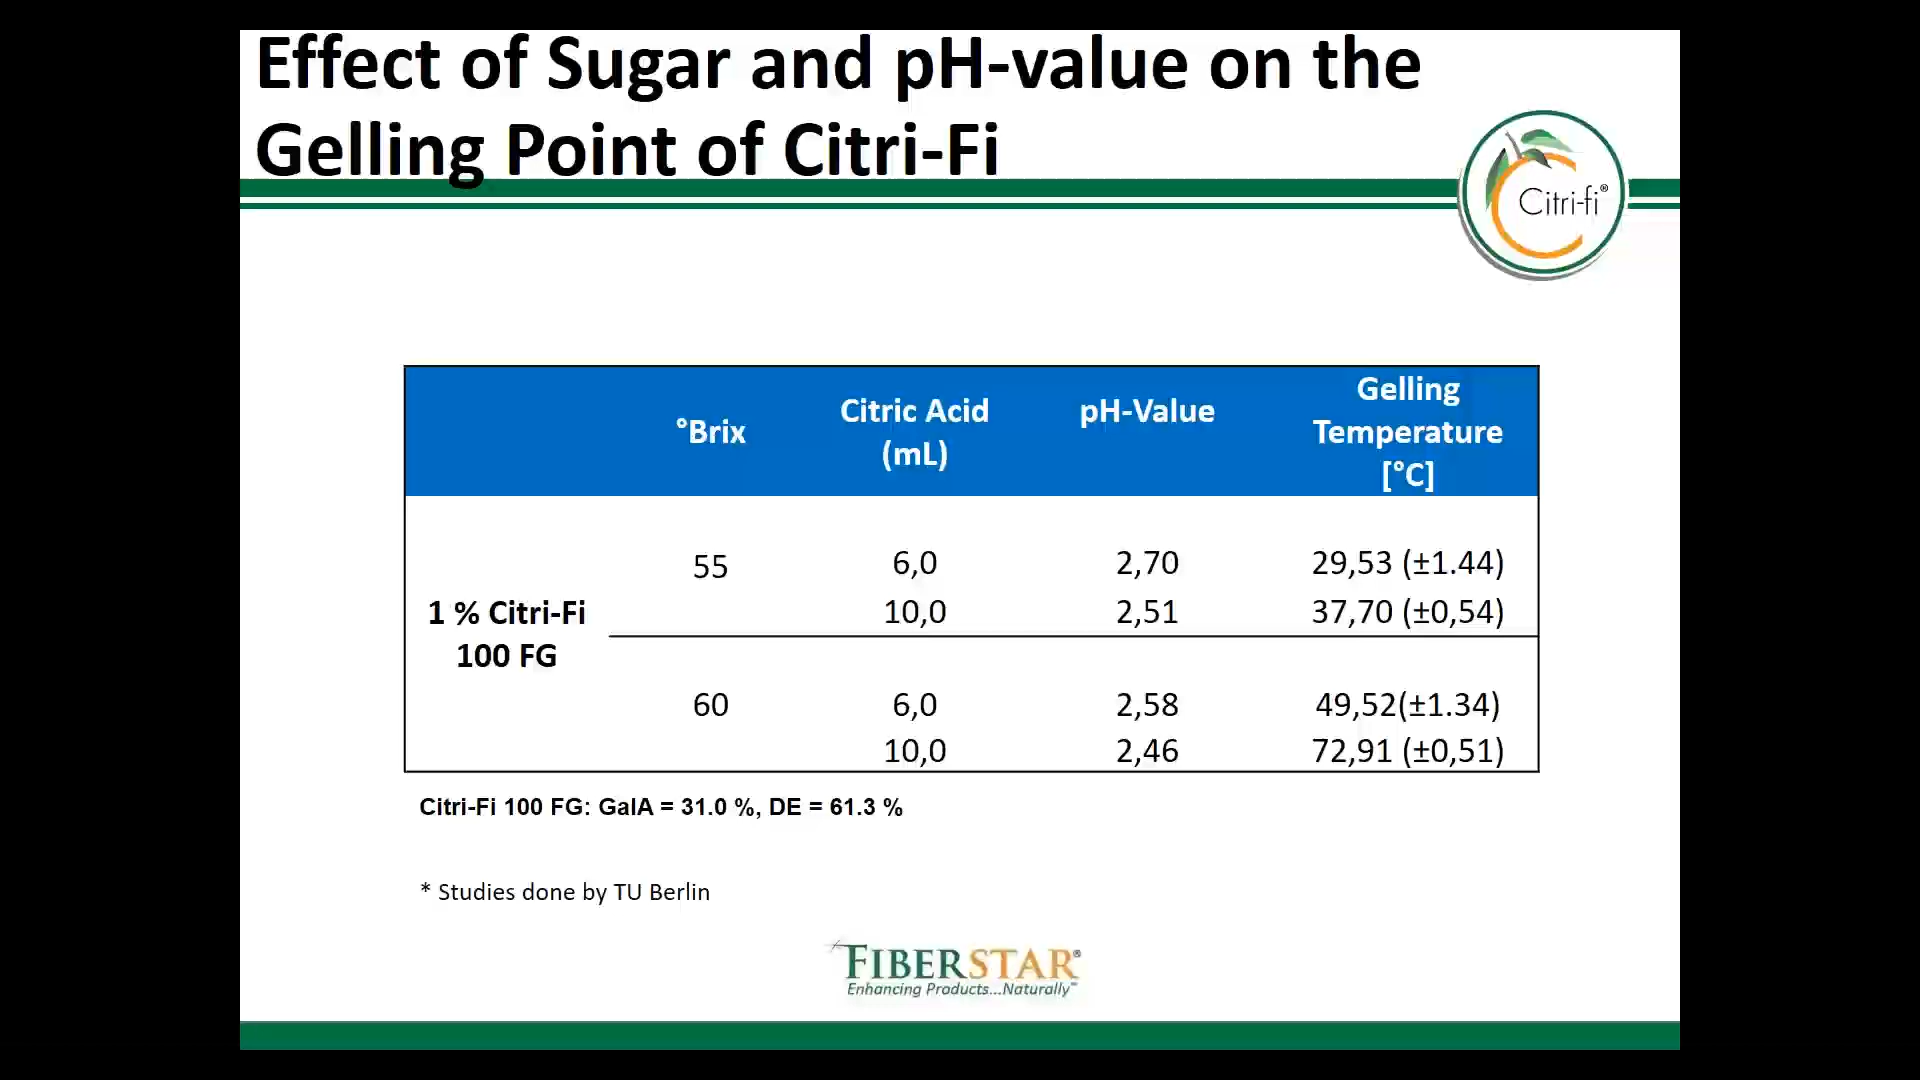 Effect of Sugar and pH-value on the
Gelling Point of Citri-Fi
Citri-fi®
°Brix
Citric Acid
(mL)
pH-Value
Gelling
Temperature
[°C]
1 % Citri-Fi
100 FG
55
6,0
2,70
29,53 (±1.44)
10,0
2,51
37,70 (±0,54)
60
6,0
2,58
49,52(±1.34)
10,0
2,46
72,91 (±0,51)
Citri-Fi 100 FG: GalA = 31.0 %, DE = 61.3 %
* Studies done by TU Berlin
FIBERSTAR®
Enhancing Products...Naturally™